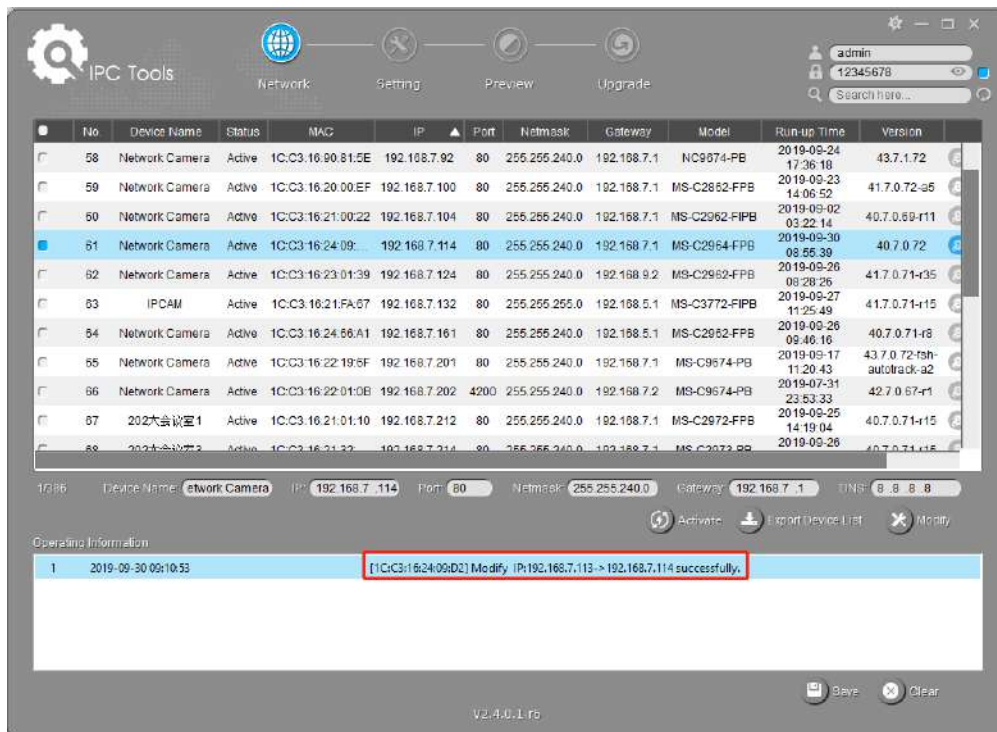 IPC Tools
Network
Setting
Preview
Upgrade
admin
12345678
Search here...
No. Device Name Status MAC IP Port Netmask Gateway Model Run-up Time Version
58 Network Camera Active 1C:C3:16:90:81:5E 192.168.7.92 80 255.255.240.0 192.168.7.1 NC9674-PB 2019-09-24 17:36:18 43.7.1.72
59 Network Camera Active 1C:C3:16:20:00:EF 192.168.7.100 80 255.255.240.0 192.168.7.1 MS-C2862-FPB 2019-09-23 14:06:52 41.7.0.72-a5
60 Network Camera Active 1C:C3:16:21:00:22 192.168.7.104 80 255.255.240.0 192.168.7.1 MS-C2962-FIPB 2019-09-02 03:22:14 40.7.0.69-r11
61 Network Camera Active 1C:C3:16:24:09:... 192.168.7.114 80 255.255.240.0 192.168.7.1 MS-C2964-FPB 2019-09-30 08:55:39 40.7.0.72
62 Network Camera Active 1C:C3:16:23:01:39 192.168.7.124 80 255.255.240.0 192.168.9.2 MS-C2962-FPB 2019-09-26 08:28:26 41.7.0.71-r35
63 IPCAM Active 1C:C3:16:21:FA:67 192.168.7.132 80 255.255.255.0 192.168.5.1 MS-C3772-FIPB 2019-09-27 11:25:49 41.7.0.71-r15
64 Network Camera Active 1C:C3:16:24:66:A1 192.168.7.161 80 255.255.240.0 192.168.5.1 MS-C2962-FPB 2019-09-26 09:46:16 40.7.0.71-r8
65 Network Camera Active 1C:C3:16:22:19:6F 192.168.7.201 80 255.255.240.0 192.168.7.1 MS-C9674-PB 2019-09-17 11:20:43 43.7.0.72-fsh-autotrack-a2
66 Network Camera Active 1C:C3:16:22:01:0B 192.168.7.202 4200 255.255.240.0 192.168.7.2 MS-C9674-PB 2019-07-31 23:53:33 42.7.0.67-r1
67 202大会议室1 Active 1C:C3:16:21:01:10 192.168.7.212 80 255.255.240.0 192.168.7.1 MS-C2972-FPB 2019-09-25 14:19:04 40.7.0.71-r15
2019-09-26
1/386 Device Name: etwork Camera IP: 192.168.7 .114 Port: 80 Netmask: 255.255.240.0 Gateway: 192.168.7 .1 DNS: 8 .8 .8 .8
Activate Export Device List Modify
Operating Information
1 2019-09-30 09:10:53 [1C:C3:16:24:09:D2] Modify IP:192.168.7.113-> 192.168.7.114 successfully.
Save Clear
V2.4.0.1-r6